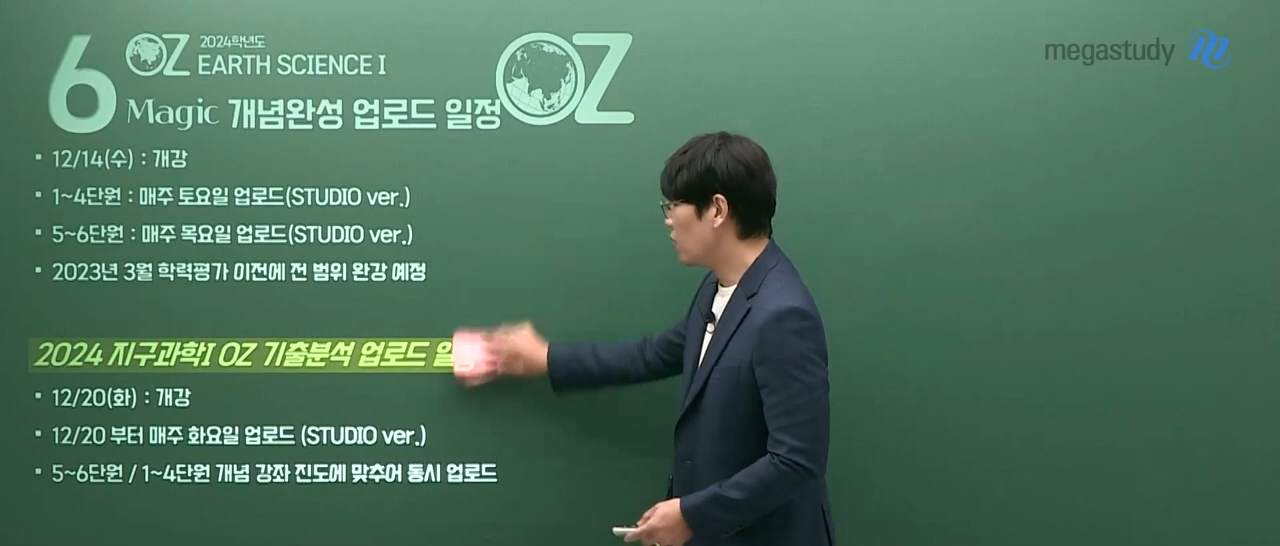 megastudy
6
OZ 2024학년도
EARTH SCIENCE I
Magic 개념완성 업로드 일정
OZ
▪ 12/14(수) : 개강
▪ 1~4단원 : 매주 토요일 업로드(STUDIO ver.)
▪ 5~6단원 : 매주 목요일 업로드(STUDIO ver.)
▪ 2023년 3월 학력평가 이전에 전 범위 완강 예정
2024 지구과학I OZ 기출분석 업로드
▪ 12/20(화) : 개강
▪ 12/20 부터 매주 화요일 업로드 (STUDIO ver.)
▪ 5~6단원 / 1~4단원 개념 강좌 진도에 맞추어 동시 업로드